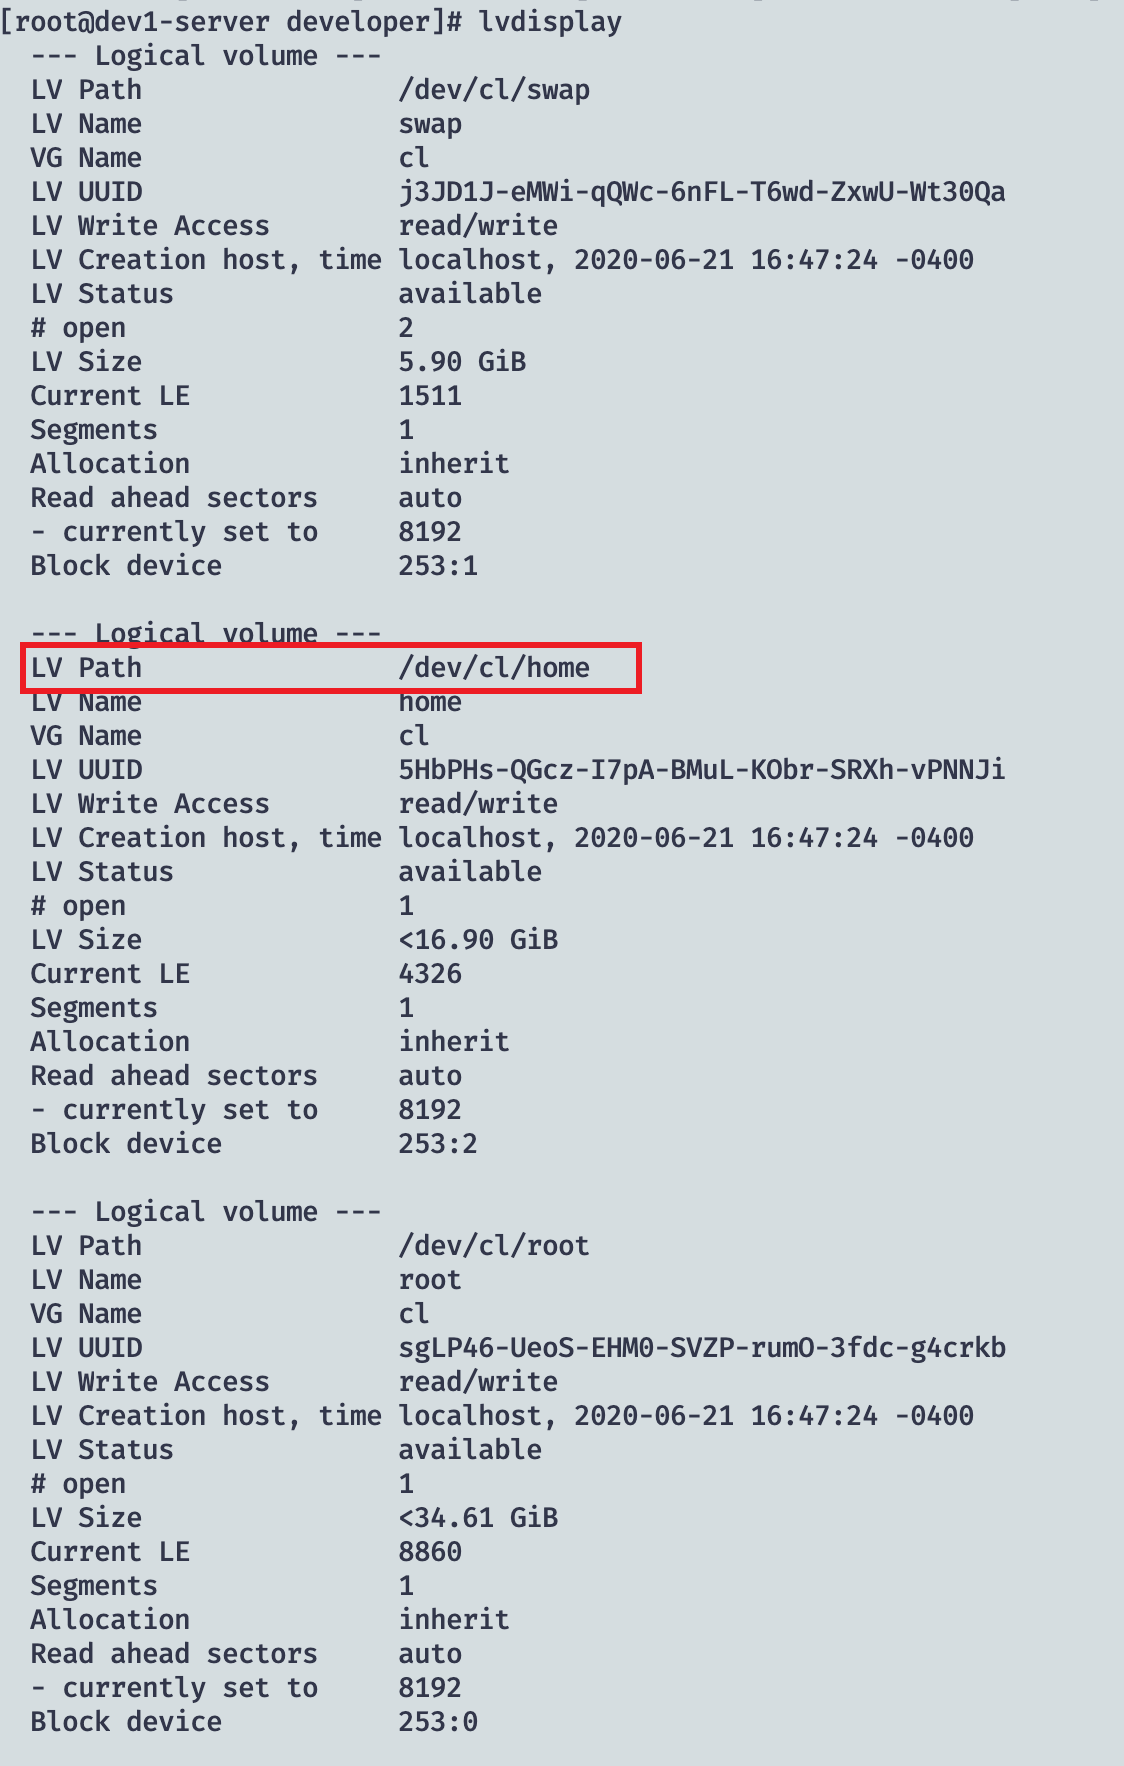 [root@dev1-server developer]# lvdisplay
--- Logical volume ---
LV Path                /dev/cl/swap
LV Name                swap
VG Name                cl
LV UUID                j3JD1J-eMWi-qQWc-6nFL-T6wd-ZxwU-Wt30Qa
LV Write Access        read/write
LV Creation host, time localhost, 2020-06-21 16:47:24 -0400
LV Status              available
# open                 2
LV Size                5.90 GiB
Current LE             1511
Segments               1
Allocation             inherit
Read ahead sectors     auto
- currently set to     8192
Block device           253:1
--- Logical volume ---
LV Path                /dev/cl/home
LV Name                home
VG Name                cl
LV UUID                5HbPHs-QGcz-I7pA-BMuL-KObr-SRXh-vPNNJi
LV Write Access        read/write
LV Creation host, time localhost, 2020-06-21 16:47:24 -0400
LV Status              available
# open                 1
LV Size                <16.90 GiB
Current LE             4326
Segments               1
Allocation             inherit
Read ahead sectors     auto
- currently set to     8192
Block device           253:2
--- Logical volume ---
LV Path                /dev/cl/root
LV Name                root
VG Name                cl
LV UUID                sgLP46-UeoS-EHM0-SVZP-rumO-3fdc-g4crkb
LV Write Access        read/write
LV Creation host, time localhost, 2020-06-21 16:47:24 -0400
LV Status              available
# open                 1
LV Size                <34.61 GiB
Current LE             8860
Segments               1
Allocation             inherit
Read ahead sectors     auto
- currently set to     8192
Block device           253:0